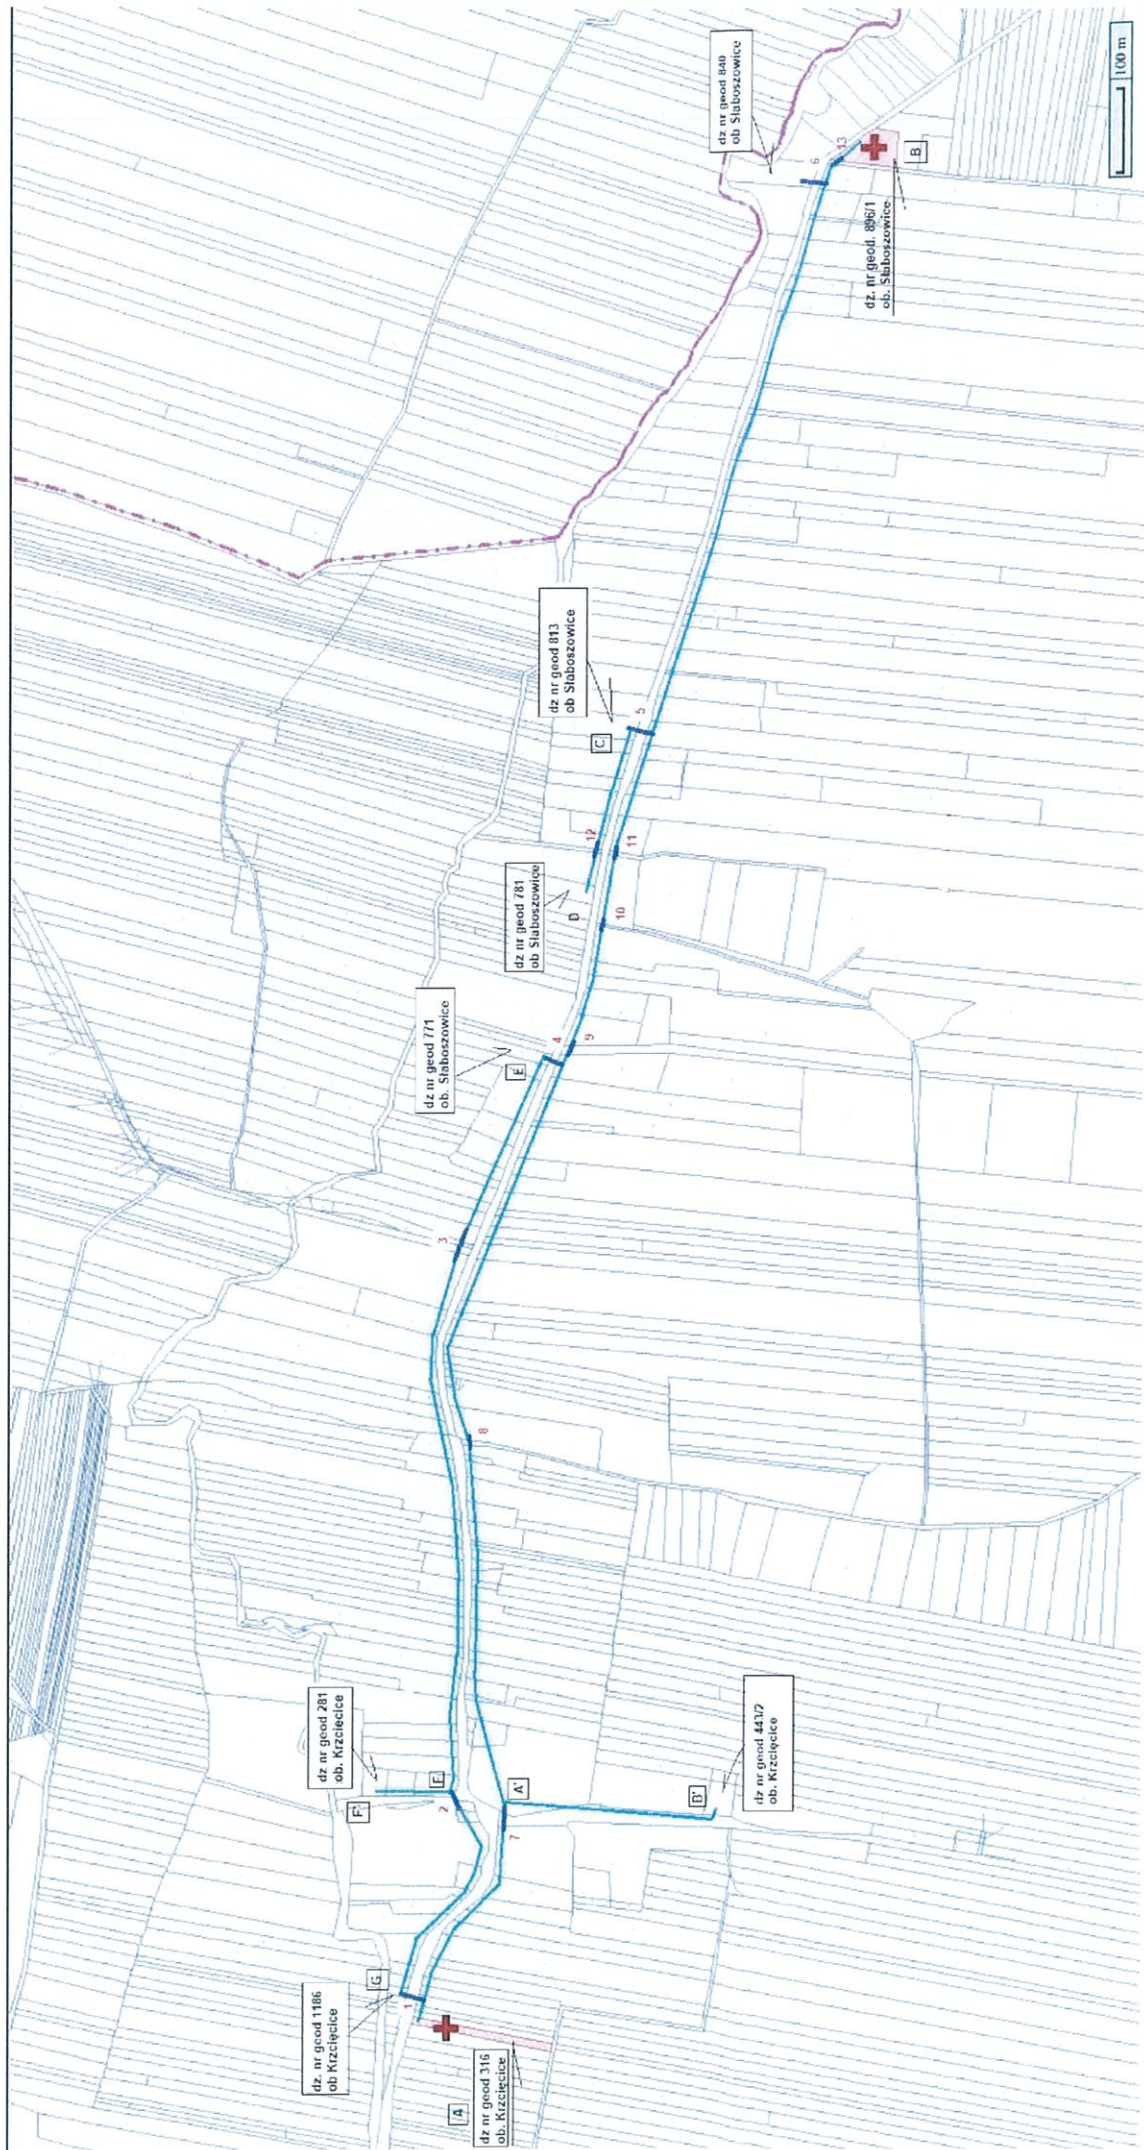 dz. nr geod 1186
ob Krzcięcice
G
1
A
dz nr geod 316
ob. Krzcięcice
dz nr geod 281
ob. Krzcięcice
F'
F
2
A'
7
B'
dz nr geod 443/2
ob. Krzcięcice
8
3
dz nr geod 771
ob. Słaboszowice
E
4
9
dz nr geod 781
ob Słaboszowice
D
10
12
11
dz nr geod 813
ob Słaboszowice
C
5
dz nr geod 840
ob Słaboszowice
6
13
B
dz. nr geod. 896/1
ob. Słaboszowice
100 m